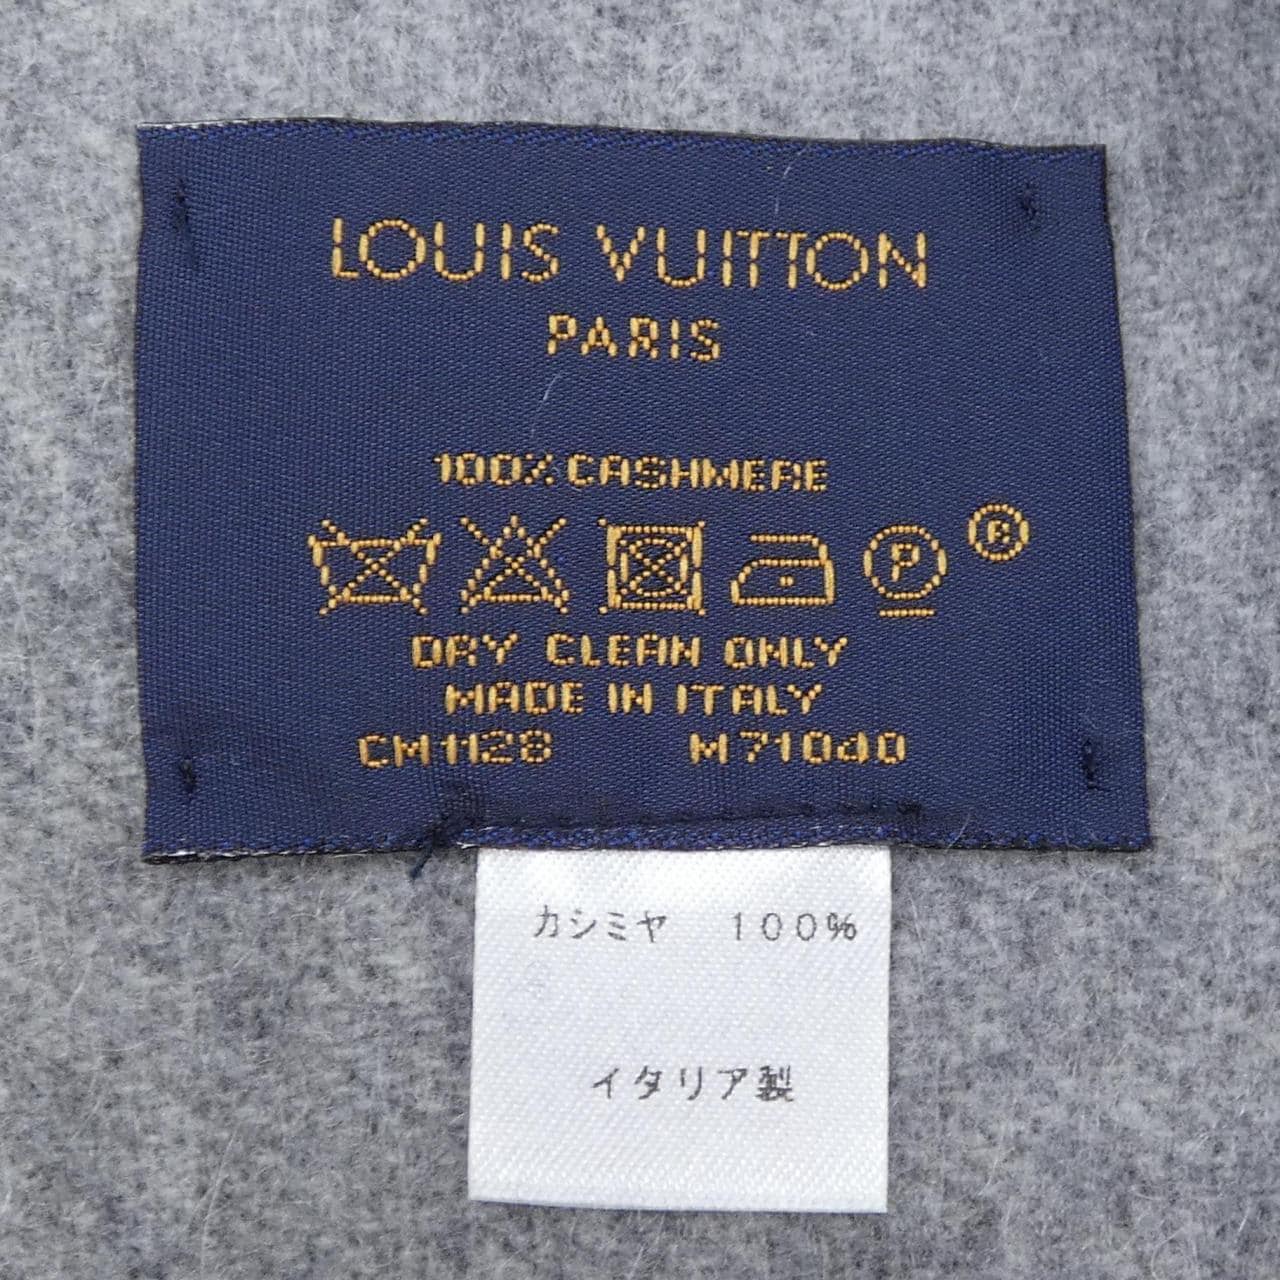 LOUIS VUITTON
PARIS
100% CASHMERE
P ®
DRY CLEAN ONLY
MADE IN ITALY
CM1128 M71040
カシミヤ 100%
イタリア製